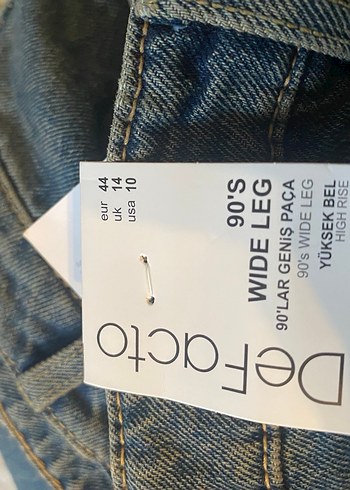 DeFacto
90'S
WIDE LEG
90'LAR GENİŞ PAÇA
90's WIDE LEG
YÜKSEK BEL
HIGH RISE
eur 44
uk 14
usa 10